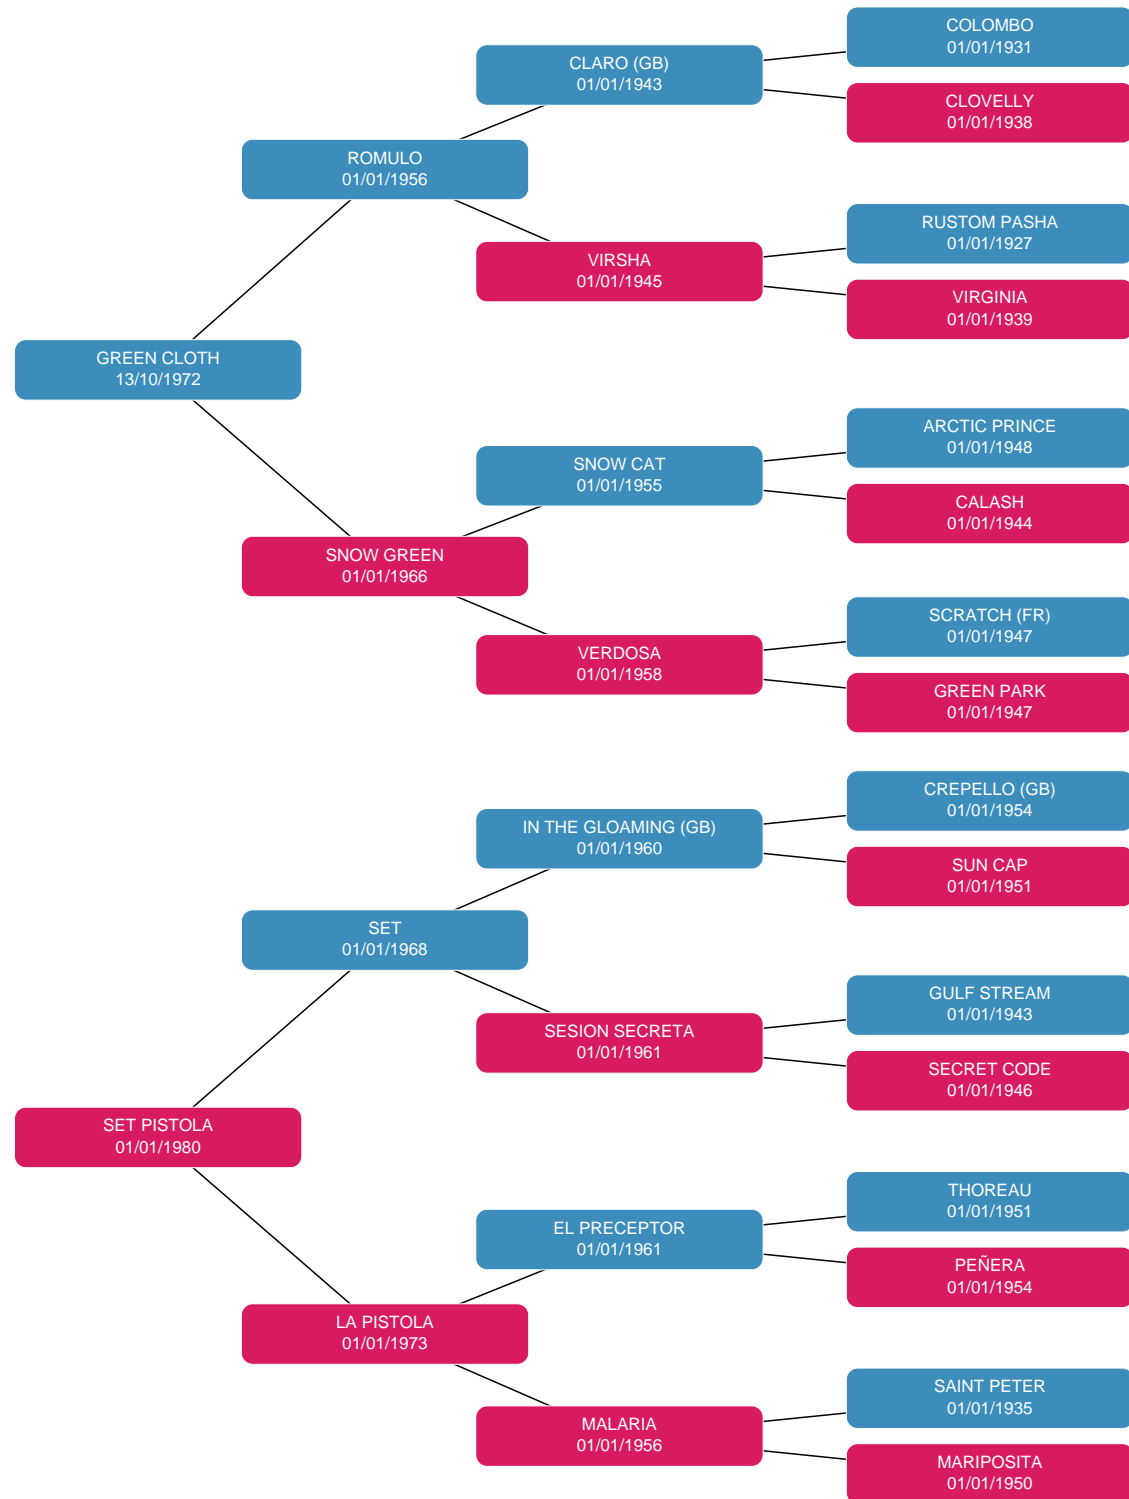 COLOMBO
01/01/1931
CLARO (GB)
01/01/1943
CLOVELLY
01/01/1938
ROMULO
01/01/1956
RUSTOM PASHA
01/01/1927
VIRSHA
01/01/1945
VIRGINIA
01/01/1939
GREEN CLOTH
13/10/1972
ARCTIC PRINCE
01/01/1948
SNOW CAT
01/01/1955
CALASH
01/01/1944
SNOW GREEN
01/01/1966
SCRATCH (FR)
01/01/1947
VERDOSA
01/01/1958
GREEN PARK
01/01/1947
CREPELLO (GB)
01/01/1954
IN THE GLOAMING (GB)
01/01/1960
SUN CAP
01/01/1951
SET
01/01/1968
GULF STREAM
01/01/1943
SESION SECRETA
01/01/1961
SECRET CODE
01/01/1946
SET PISTOLA
01/01/1980
THOREAU
01/01/1951
EL PRECEPTOR
01/01/1961
PEÑERA
01/01/1954
LA PISTOLA
01/01/1973
SAINT PETER
01/01/1935
MALARIA
01/01/1956
MARIPOSITA
01/01/1950